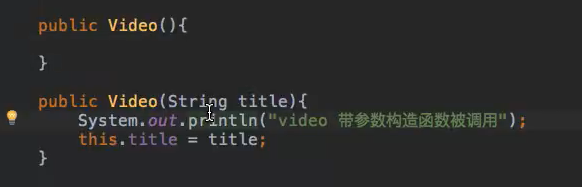 public Video(){
}
public Video(String title){
System.out.println("video 带参数构造函数被调用");
this.title = title;
}